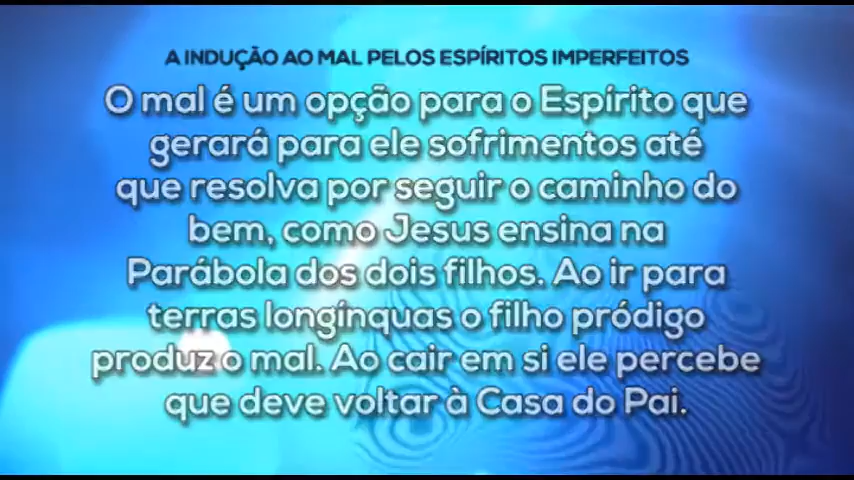 A INDUÇÃO AO MAL PELOS ESPÍRITOS IMPERFEITOS
O mal é um opção para o Espírito que
gerará para ele sofrimentos até
que resolva por seguir o caminho do
bem, como Jesus ensina na
Parábola dos dois filhos. Ao ir para
terras longínquas o filho pródigo
produz o mal. Ao cair em si ele percebe
que deve voltar à Casa do Pai.